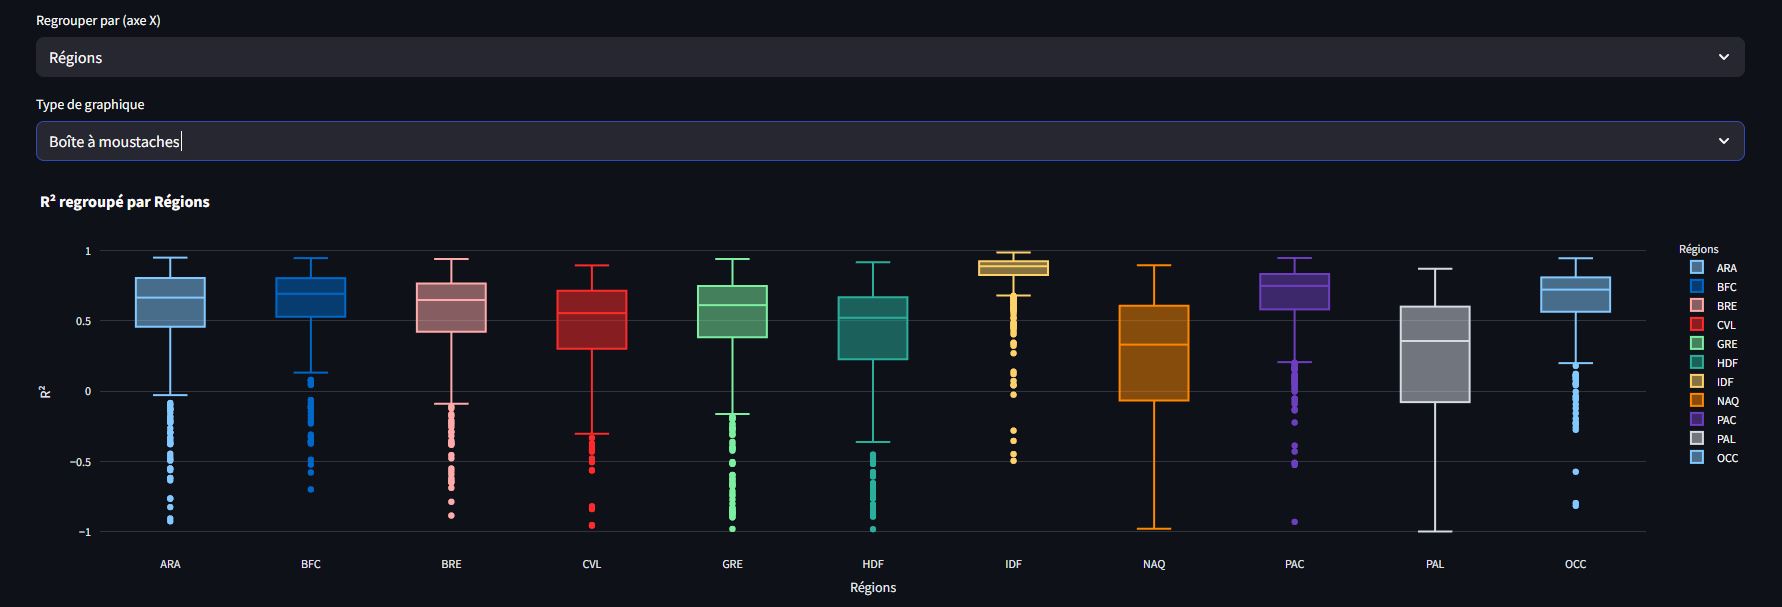 Regrouper par (axe X)
Régions
Type de graphique
Boîte à moustaches
R² regroupé par Régions
R²
1
0.5
0
−0.5
−1
ARA BFC BRE CVL GRE HDF IDF NAQ PAC PAL OCC
Régions
Régions
ARA
BFC
BRE
CVL
GRE
HDF
IDF
NAQ
PAC
PAL
OCC